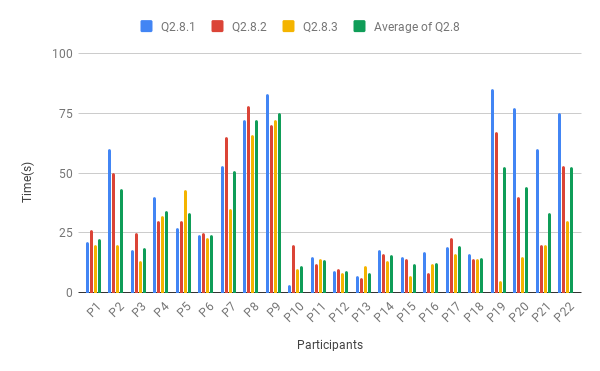 Q2.8.1 Q2.8.2 Q2.8.3 Average of Q2.8
100
75
50
25
0
Time(s)
P1 P2 P3 P4 P5 P6 P7 P8 P9 P10 P11 P12 P13 P14 P15 P16 P17 P18 P19 P20 P21 P22
Participants